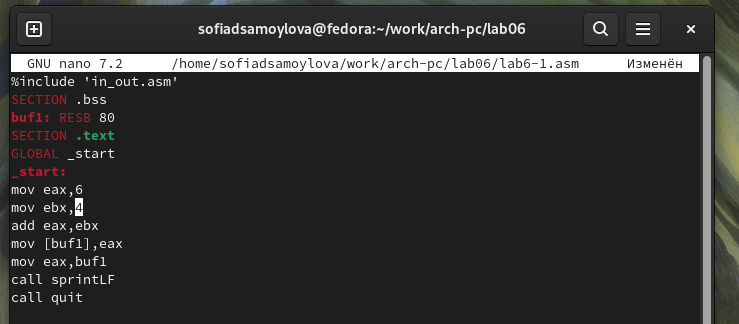 sofiadsamoylova@fedora:~/work/arch-pc/lab06
GNU nano 7.2 /home/sofiadsamoylova/work/arch-pc/lab06/lab6-1.asm Изменён
%include 'in_out.asm'
SECTION .bss
buf1: RESB 80
SECTION .text
GLOBAL _start
_start:
mov eax,6
mov ebx,4
add eax,ebx
mov [buf1],eax
mov eax,buf1
call sprintLF
call quit